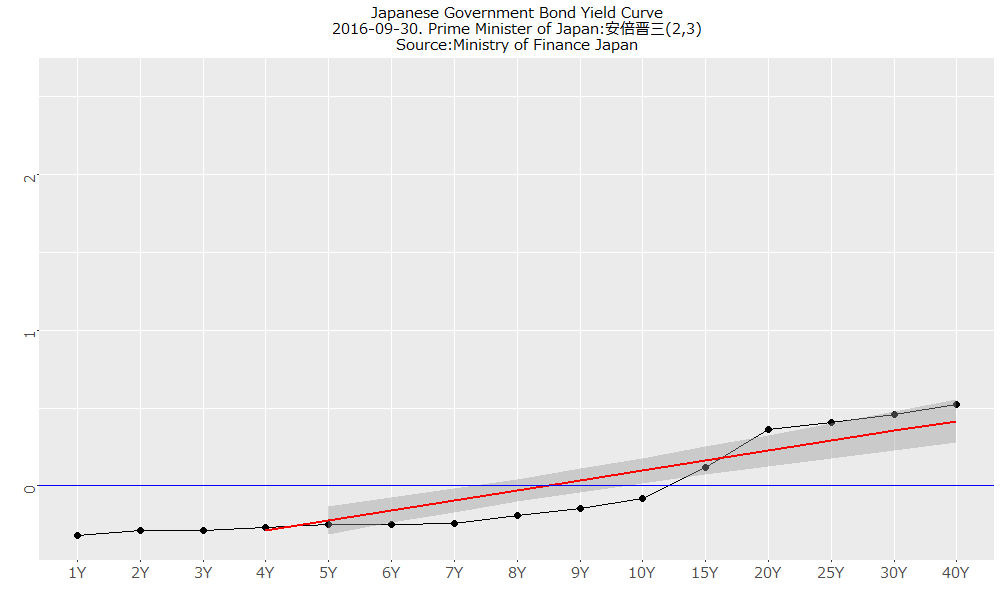 Japanese Government Bond Yield Curve
2016-09-30. Prime Minister of Japan:安倍晋三(2,3)
Source:Ministry of Finance Japan
2
1
0
1Y 2Y 3Y 4Y 5Y 6Y 7Y 8Y 9Y 10Y 15Y 20Y 25Y 30Y 40Y